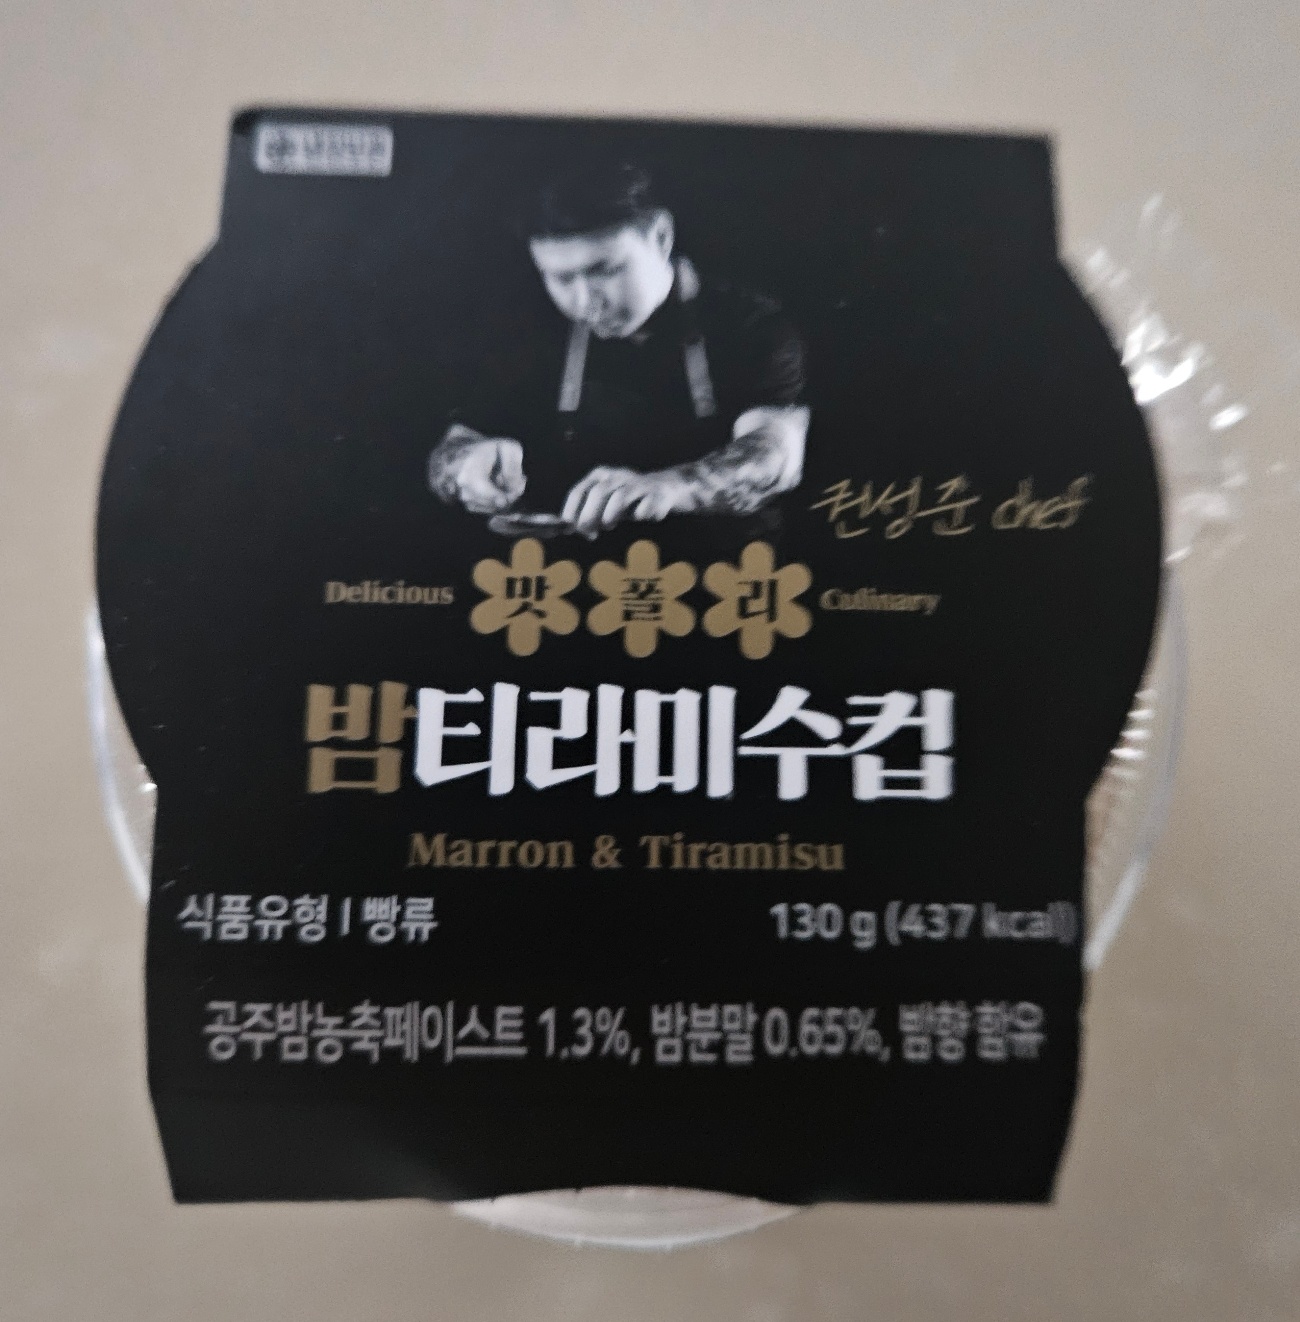 권성준 chef
Delicious 맛폴리 Culinary
밤티라미수컵
Marron & Tiramisu
식품유형 | 빵류 130 g (437 kcal)
공주밤농축페이스트 1.3%, 밤분말 0.65%, 밤향 함유